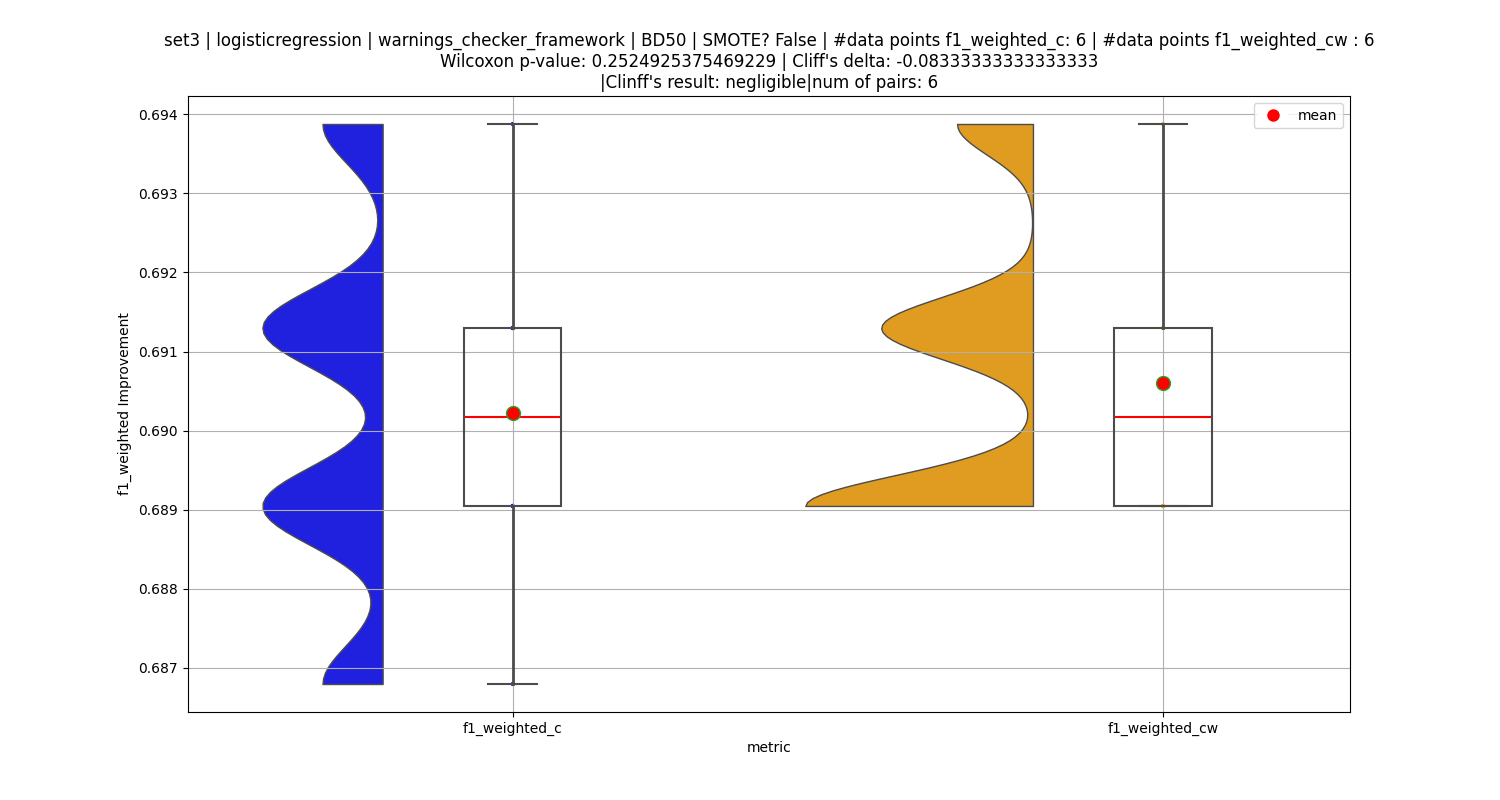 set3 | logisticregression | warnings_checker_framework | BD50 | SMOTE? False | #data points f1_weighted_c: 6 | #data points f1_weighted_cw : 6
Wilcoxon p-value: 0.2524925375469229 | Cliff's delta: -0.08333333333333333
|Clinff's result: negligible|num of pairs: 6
mean
0.694
0.693
0.692
0.691
0.690
0.689
0.688
0.687
f1_weighted Improvement
f1_weighted_c
f1_weighted_cw
metric